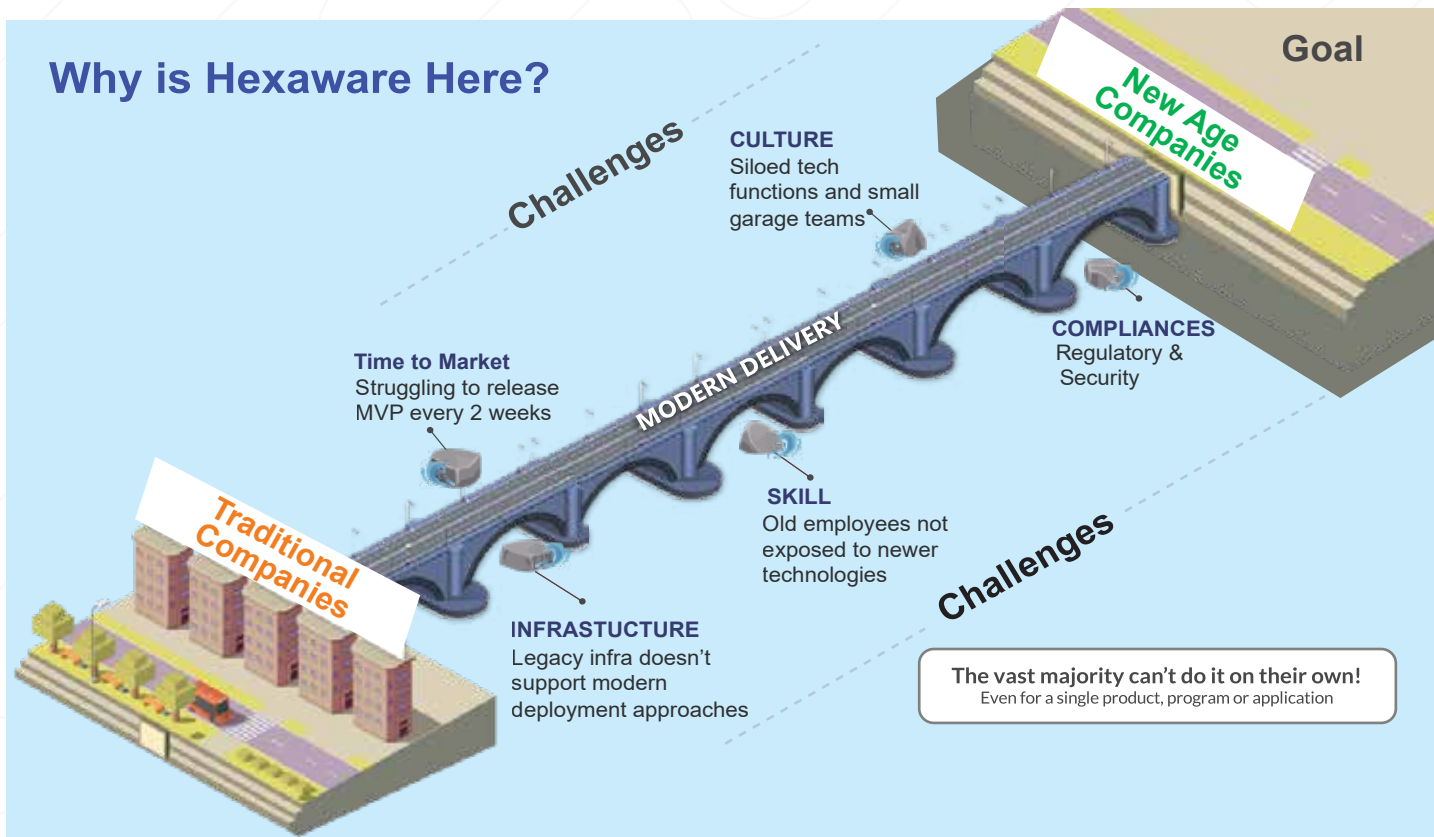 Why is Hexaware Here?
Goal
New Age
Companies
Challenges
CULTURE
Siloed tech
functions and small
garage teams
COMPLIANCES
Regulatory &
Security
MODERN DELIVERY
Time to Market
Struggling to release
MVP every 2 weeks
SKILL
Old employees not
exposed to newer
technologies
Traditional
Companies
Challenges
INFRASTUCTURE
Legacy infra doesn’t
support modern
deployment approaches
The vast majority can’t do it on their own!
Even for a single product, program or application